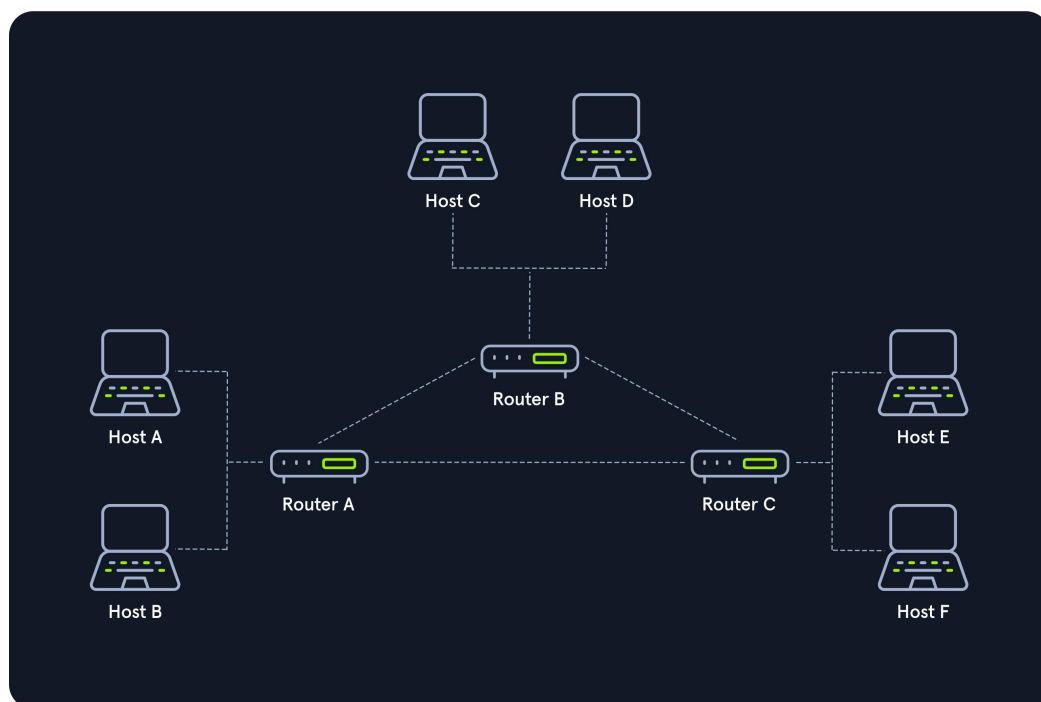 Host C
Host D
Router B
Host A
Host E
Router A
Router C
Host B
Host F